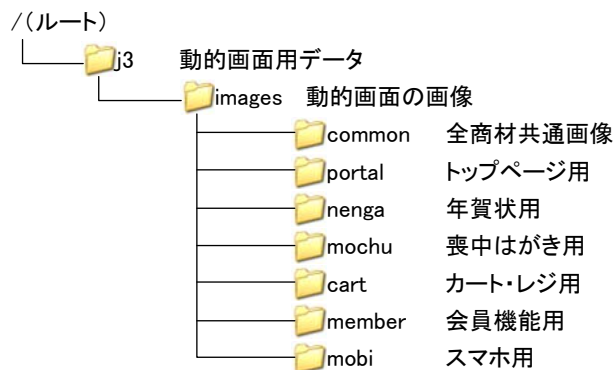 /(ルート)
j3 動的画面用データ
images 動的画面の画像
common 全商材共通画像
portal トップページ用
nenga 年賀状用
mochu 喪中はがき用
cart カート・レジ用
member 会員機能用
mobi スマホ用